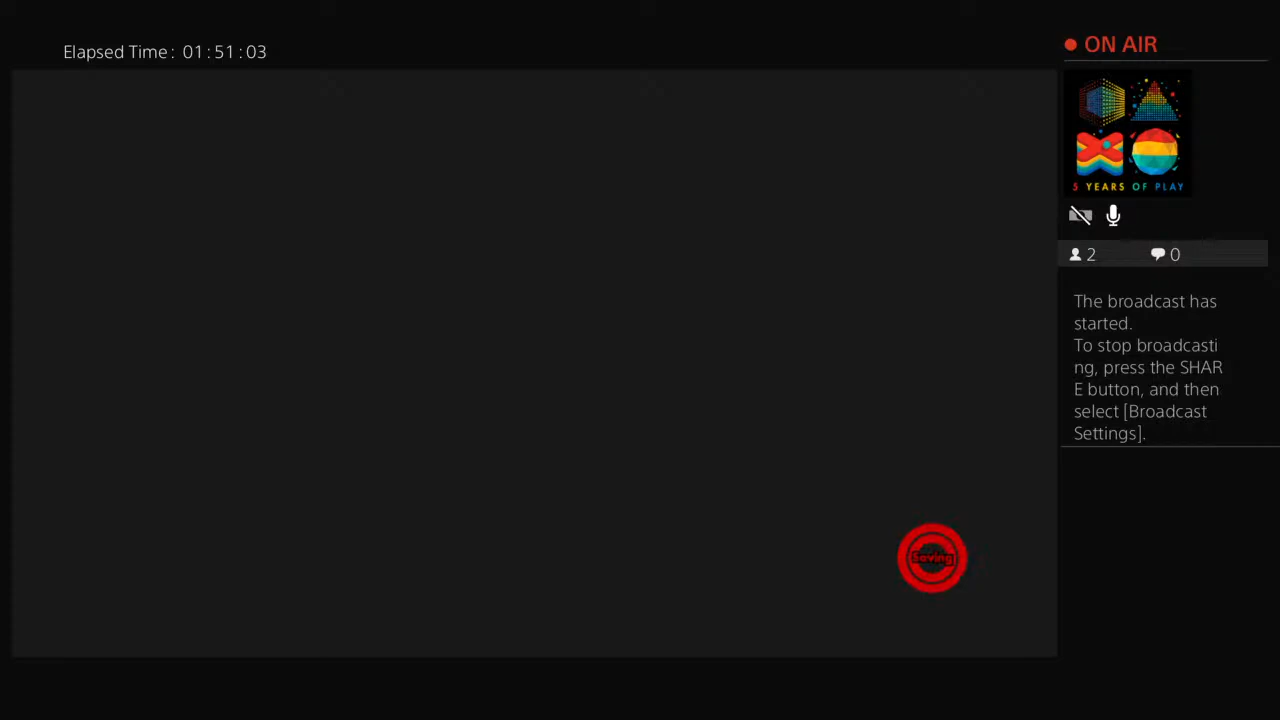 Elapsed Time: 01:51:03
ON AIR
5 YEARS OF PLAY
2 0
The broadcast has
started.
To stop broadcasti
ng, press the SHAR
E button, and then
select [Broadcast
Settings].
Saving